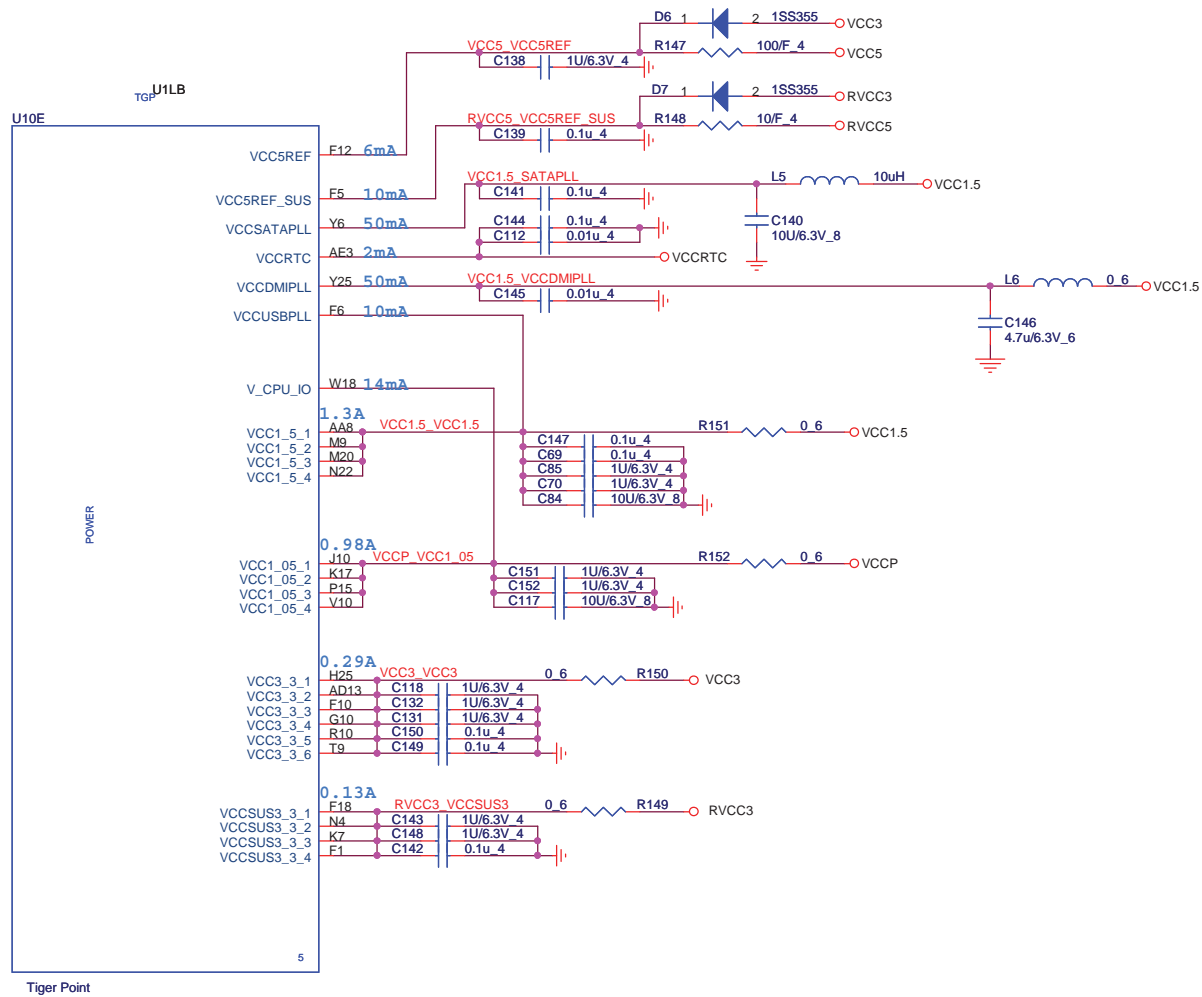 TGP U1LB
U10E
D6 1 2 1SS355 VCC3
VCC5_VCC5REF
R147 100/F_4 VCC5
C138 1U/6.3V_4
D7 1 2 1SS355 RVCC3
RVCC5_VCC5REF_SUS
R148 10/F_4 RVCC5
C139 0.1u_4
VCC5REF F12 6mA
VCC1.5_SATAPLL
L5 10uH VCC1.5
C141 0.1u_4
VCC5REF_SUS F5 10mA
C140
10U/6.3V_8
C144 0.1u_4
VCCSATAPLL Y6 50mA
C112 0.01u_4
VCCRTC AE3 2mA
VCCRTC
VCC1.5_VCCDMIPLL
L6 0_6 VCC1.5
VCCDMIPLL Y25 50mA
C145 0.01u_4
VCCUSBPLL F6 10mA
C146
4.7u/6.3V_6
V_CPU_IO W18 14mA
1.3A
VCC1_5_1 AA8 VCC1.5_VCC1.5
R151 0_6 VCC1.5
VCC1_5_2 M9
VCC1_5_3 M20
VCC1_5_4 N22
C147 0.1u_4
C69 0.1u_4
C85 1U/6.3V_4
C70 1U/6.3V_4
C84 10U/6.3V_8
POWER
0.98A
VCC1_05_1 J10 VCCP_VCC1_05
R152 0_6 VCCP
VCC1_05_2 K17
VCC1_05_3 P15
VCC1_05_4 V10
C151 1U/6.3V_4
C152 1U/6.3V_4
C117 10U/6.3V_8
0.29A
VCC3_3_1 H25 VCC3_VCC3
0_6 R150 VCC3
VCC3_3_2 AD13 C118 1U/6.3V_4
VCC3_3_3 F10 C132 1U/6.3V_4
VCC3_3_4 G10 C131 1U/6.3V_4
VCC3_3_5 R10 C150 0.1u_4
VCC3_3_6 T9 C149 0.1u_4
0.13A
VCCSUS3_3_1 F18 RVCC3_VCCSUS3
0_6 R149 RVCC3
VCCSUS3_3_2 N4 C143 1U/6.3V_4
VCCSUS3_3_3 K7 C148 1U/6.3V_4
VCCSUS3_3_4 F1 C142 0.1u_4
5
Tiger Point